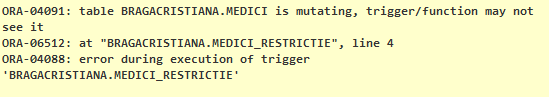 ORA-04091: table BRAGACRISTIANA.MEDICI is mutating, trigger/function may not
see it
ORA-06512: at "BRAGACRISTIANA.MEDICI_RESTRICTIE", line 4
ORA-04088: error during execution of trigger
'BRAGACRISTIANA.MEDICI_RESTRICTIE'